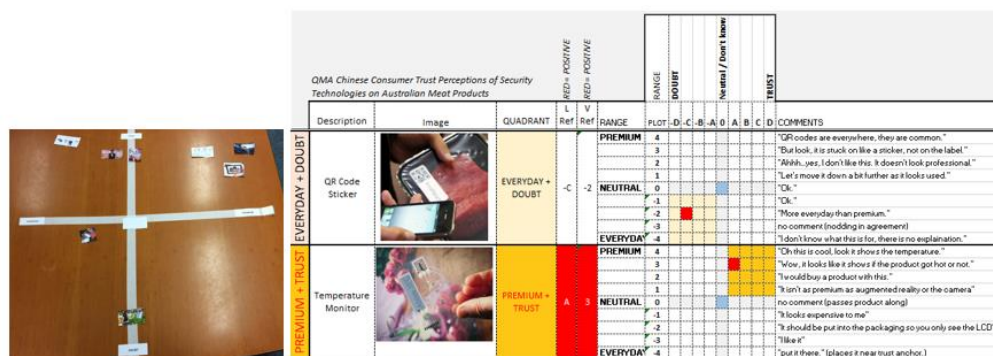 QMA Chinese Consumer Trust Perceptions of Security
Technologies on Australian Meat Products
RED= POSITIVE
RED= POSITIVE
RANGE
DOUBT
Neutral / Don't know
TRUST
Description Image QUADRANT L Ref V Ref RANGE PLOT -D -C -B -A 0 A B C D COMMENTS
EVERYDAY + DOUBT
QR Code
Sticker
EVERYDAY +
DOUBT
-C
-2
PREMIUM 4 "QR codes are everywhere, they are common."
3 "But look, it is stuck on like a sticker, not on the label."
2 "Ahhh...yes, I don't like this. It doesn't look professional."
1 "Let's move it down a bit further as it looks used."
NEUTRAL 0 "Ok."
-1 "Ok."
-2 "More everyday than premium."
-3 no comment (nodding in agreement)
EVERYDAY -4 "I don't know what this is for, there is no explaination."
PREMIUM + TRUST
Temperature
Monitor
PREMIUM +
TRUST
A
3
PREMIUM 4 "Oh this is cool, look it shows the temperature."
3 "Wow, it looks like it shows if the product got hot or not."
2 "I would buy a product with this."
1 "It isn't as premium as augmented reality or the camera"
NEUTRAL 0 no comment (passes product along)
-1 "It looks expensive to me"
-2 "It should be put into the packaging so you only see the LCD"
-3 "I like it"
EVERYDAY -4 "put it there." (places it near trust anchor.)